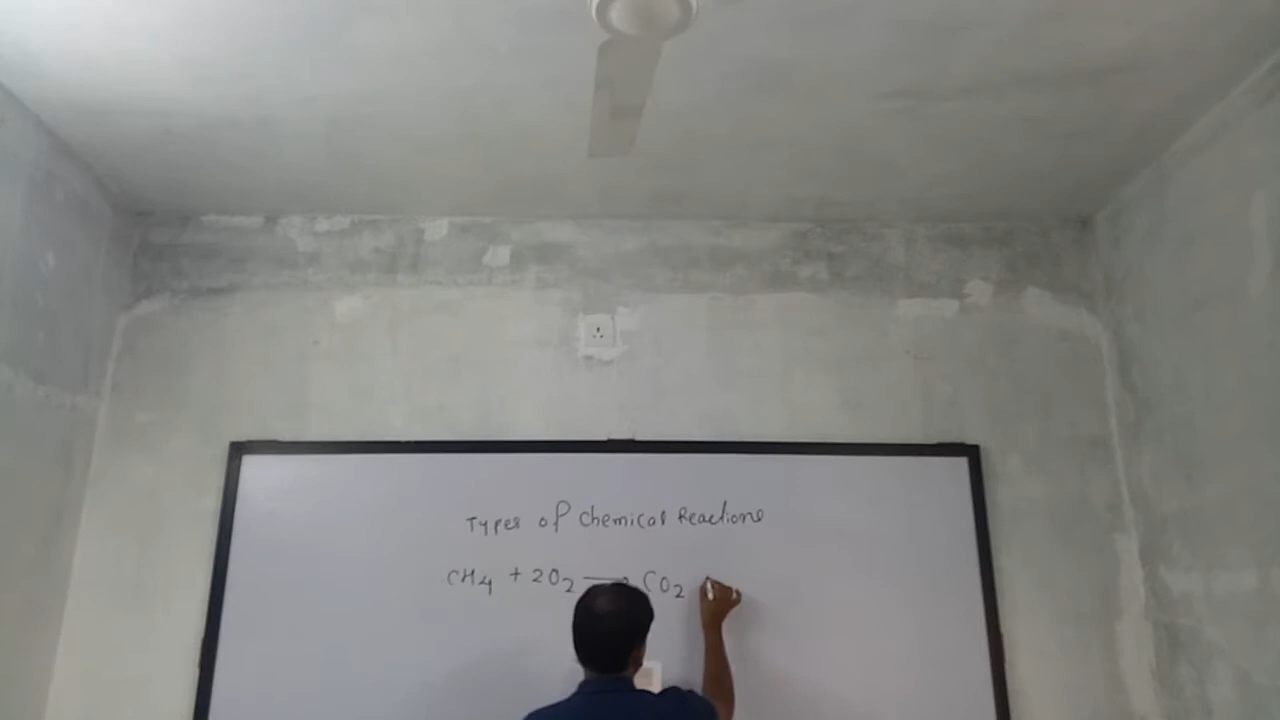 Types of Chemical Reactions
CH₄ + 2O₂ → CO₂